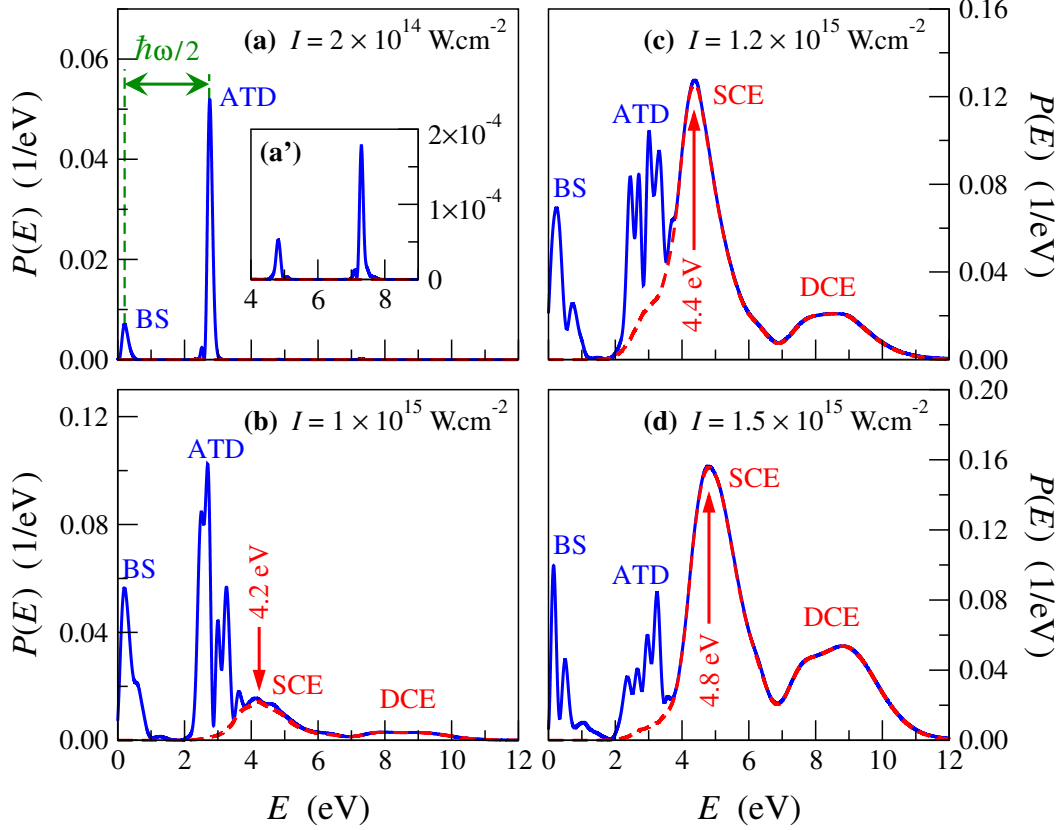 (a) I = 2 × 10^14 W.cm^-2
ħω/2
ATD
BS
P(E) (1/eV)
0.06
0.04
0.02
0.00
(a')
2×10^-4
1×10^-4
0
4 6 8
(c) I = 1.2 × 10^15 W.cm^-2
BS
ATD
SCE
4.4 eV
DCE
0.16
0.12
0.08
0.04
0.00
P(E) (1/eV)
(b) I = 1 × 10^15 W.cm^-2
BS
ATD
4.2 eV
SCE
DCE
P(E) (1/eV)
0.12
0.08
0.04
0.00
0 2 4 6 8 10 12
E (eV)
(d) I = 1.5 × 10^15 W.cm^-2
BS
ATD
SCE
4.8 eV
DCE
0.20
0.16
0.12
0.08
0.04
0.00
P(E) (1/eV)
0 2 4 6 8 10 12
E (eV)